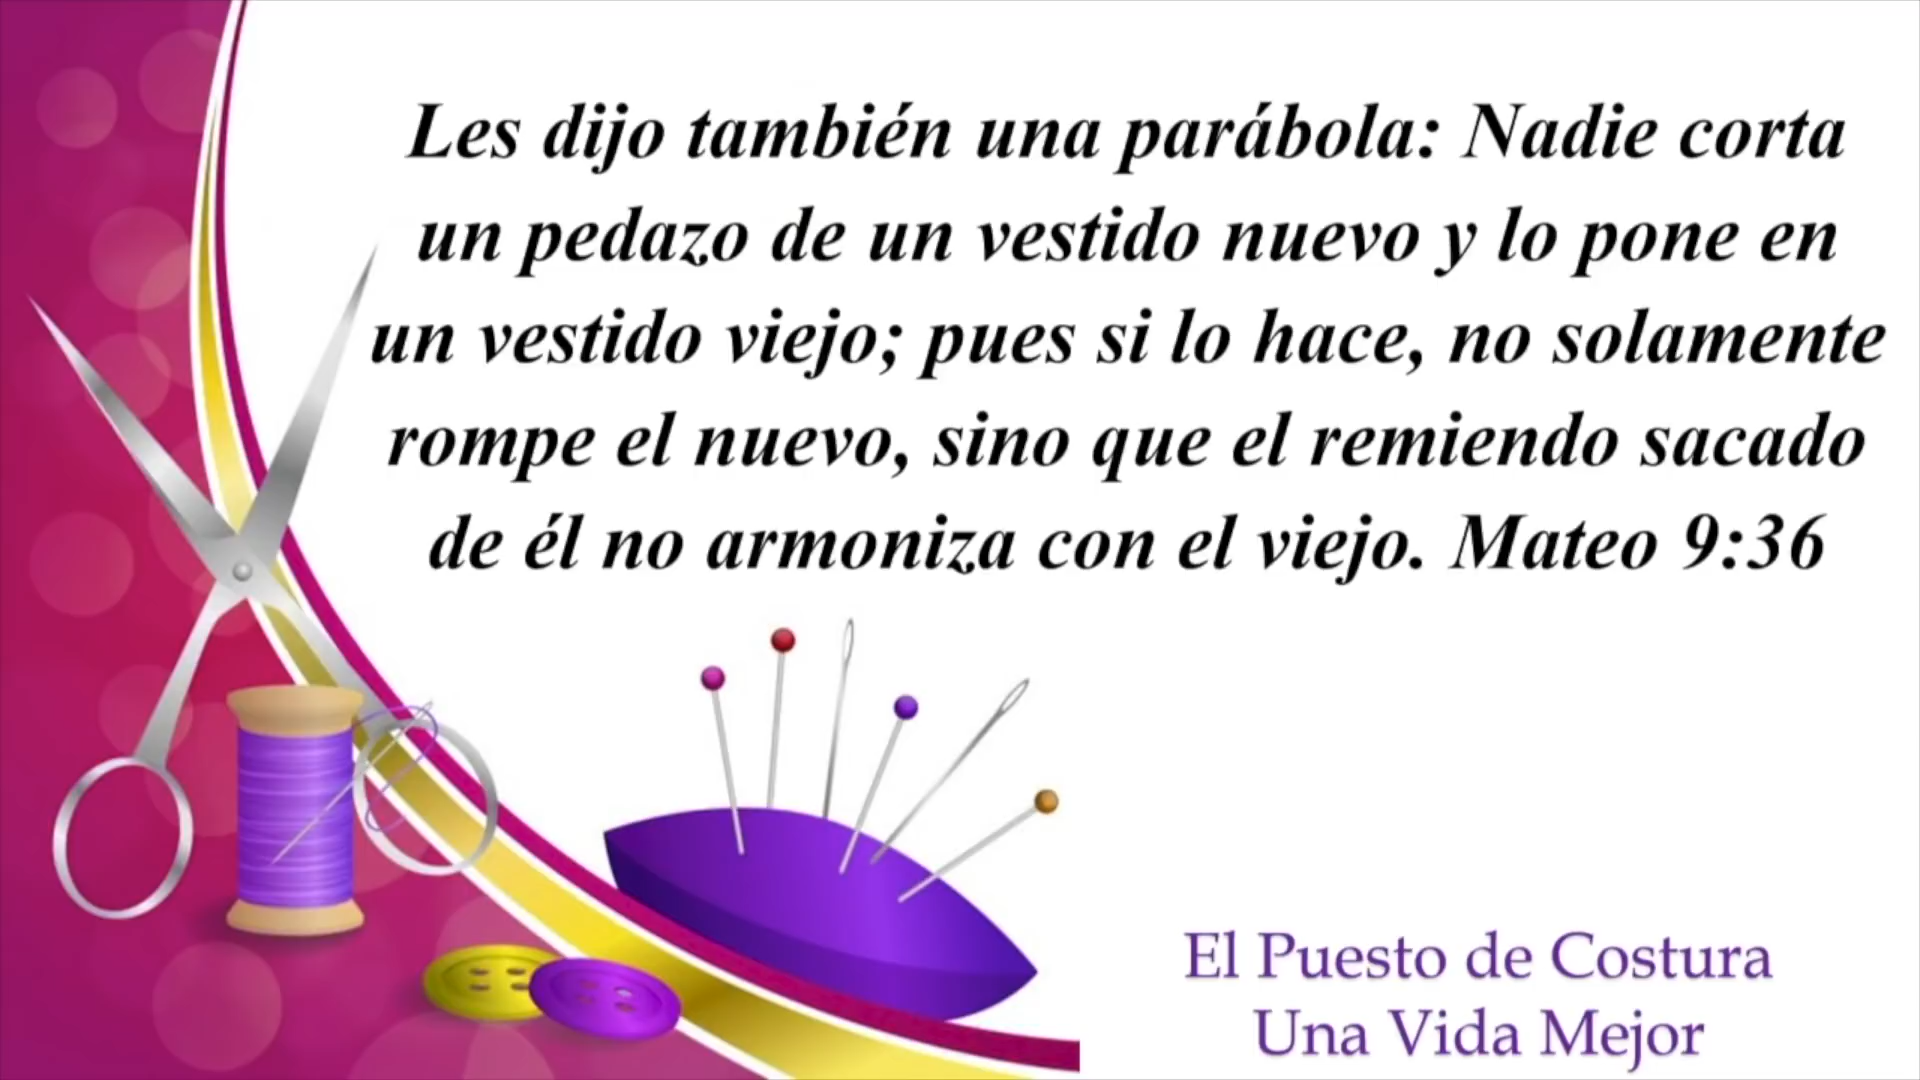 Les dijo también una parábola: Nadie corta
un pedazo de un vestido nuevo y lo pone en
un vestido viejo; pues si lo hace, no solamente
rompe el nuevo, sino que el remiendo sacado
de él no armoniza con el viejo. Mateo 9:36
El Puesto de Costura
Una Vida Mejor